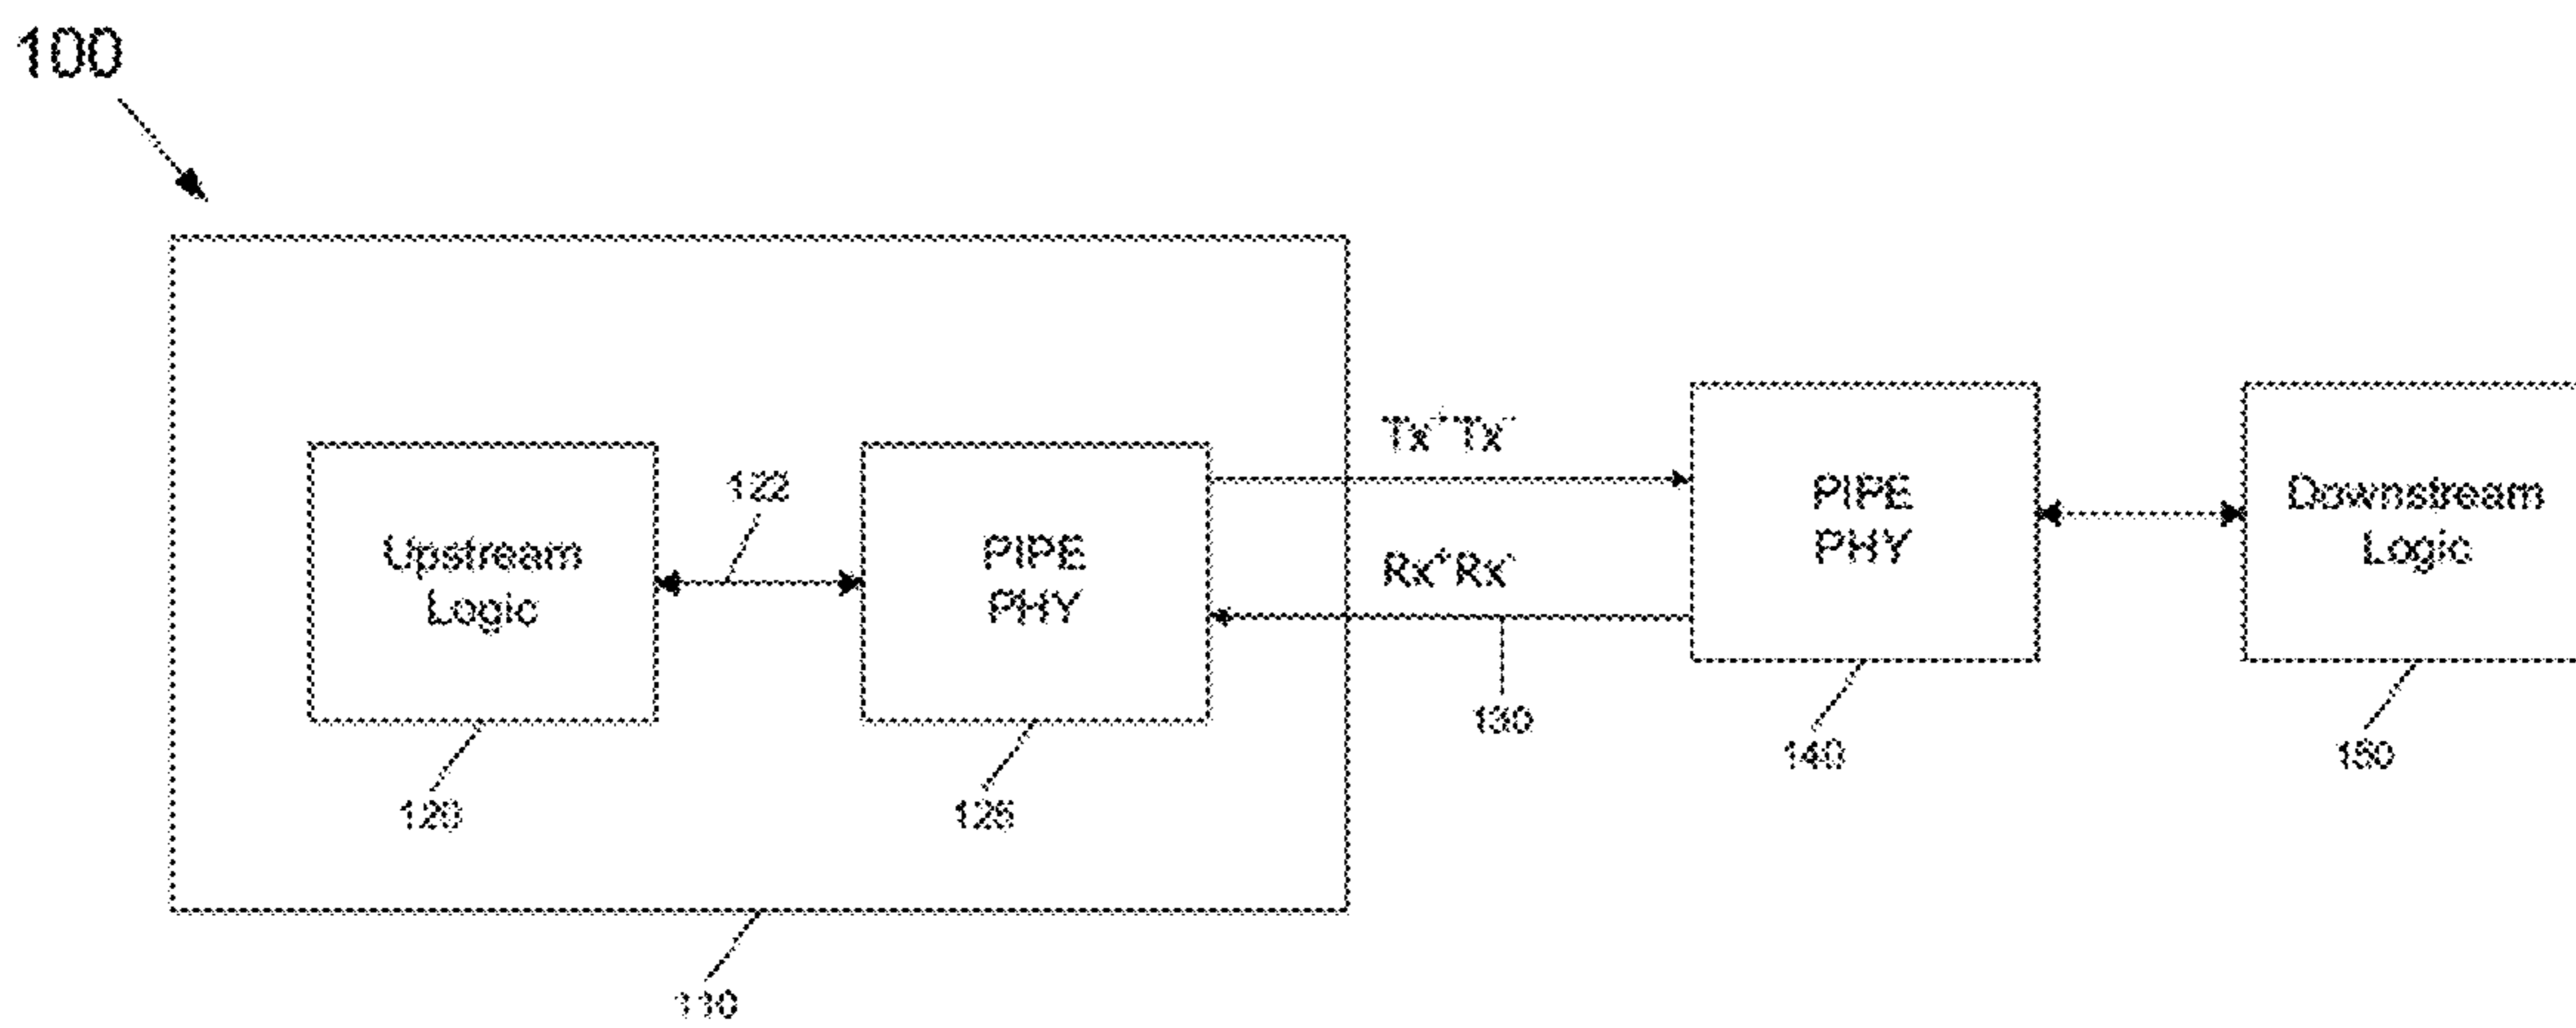 100
Upstream
Logic
122
PIPE
PHY
Tx⁺Tx⁻
Rx⁺Rx⁻
PIPE
PHY
Downstream
Logic
120
125
130
140
150
110